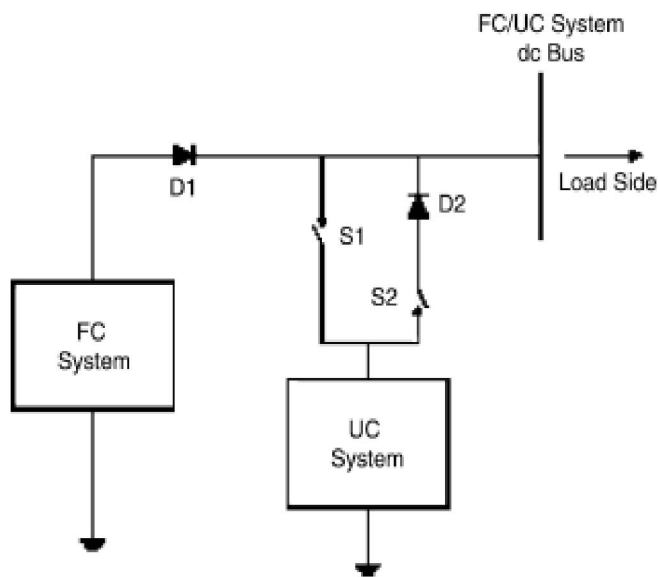 FC/UC System
dc Bus
D1
Load Side
S1
D2
S2
FC
System
UC
System